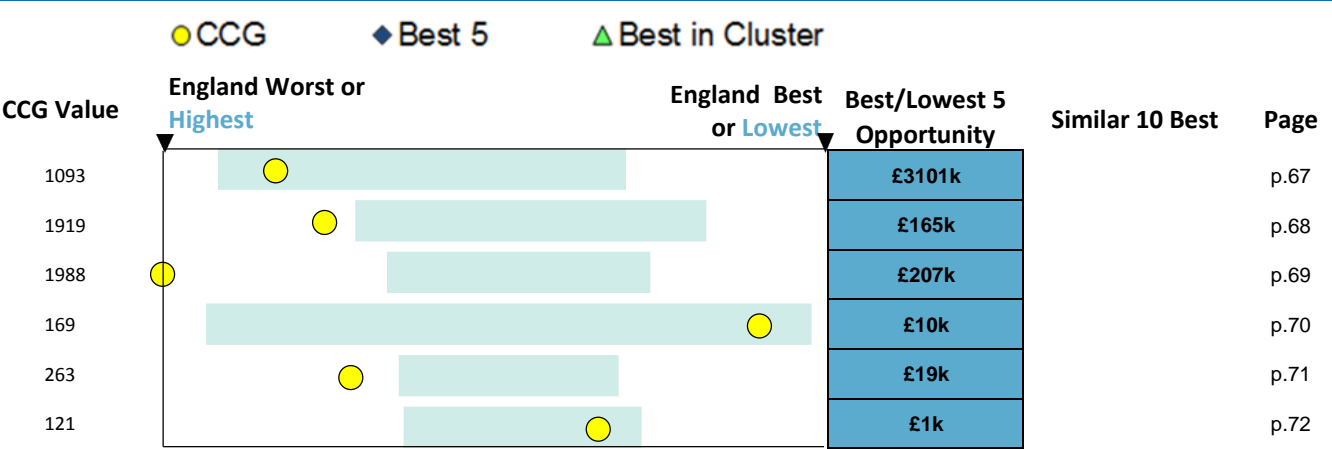 CCG Best 5 Best in Cluster
CCG Value
England Worst or
Highest
England Best
or Lowest
Best/Lowest 5
Opportunity
Similar 10 Best
Page
1093 £3101k p.67
1919 £165k p.68
1988 £207k p.69
169 £10k p.70
263 £19k p.71
121 £1k p.72